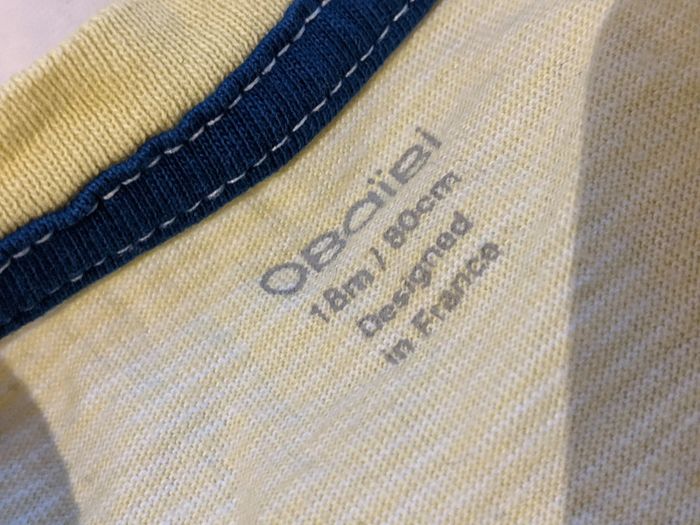 OBaïBi
18m / 80cm
Designed
in France